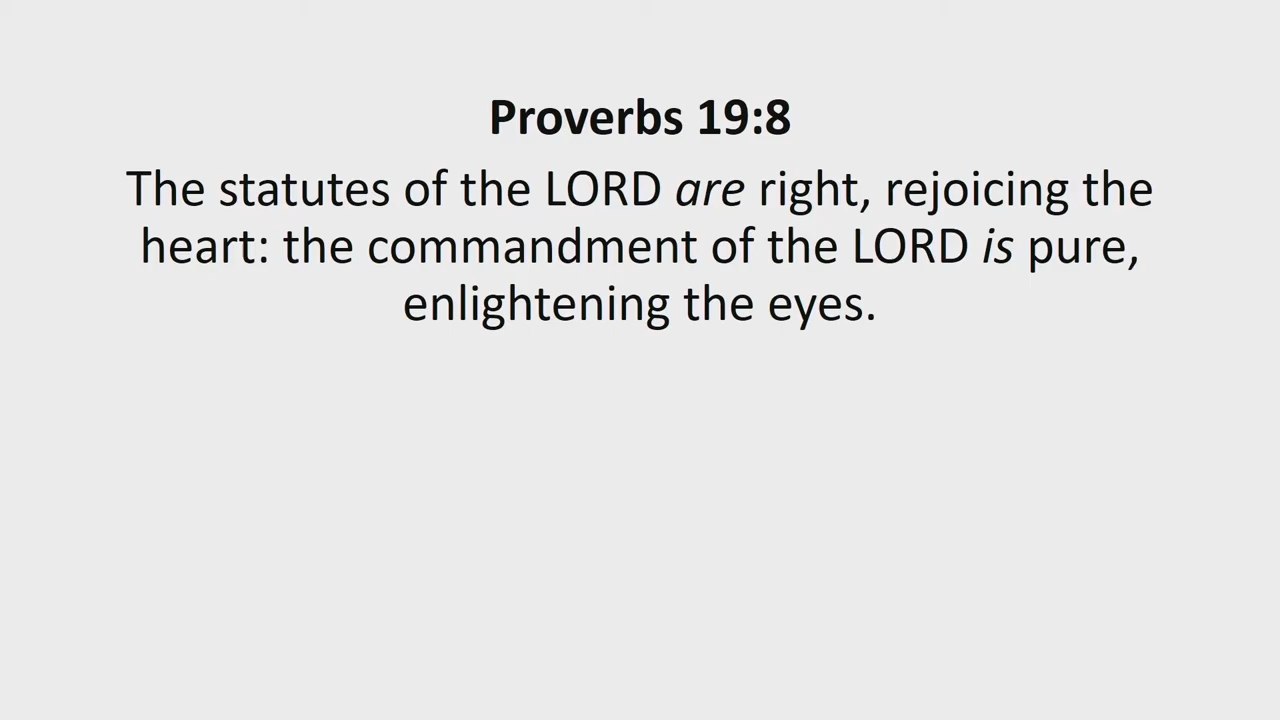 Proverbs 19:8
The statutes of the LORD are right, rejoicing the
heart: the commandment of the LORD is pure,
enlightening the eyes.